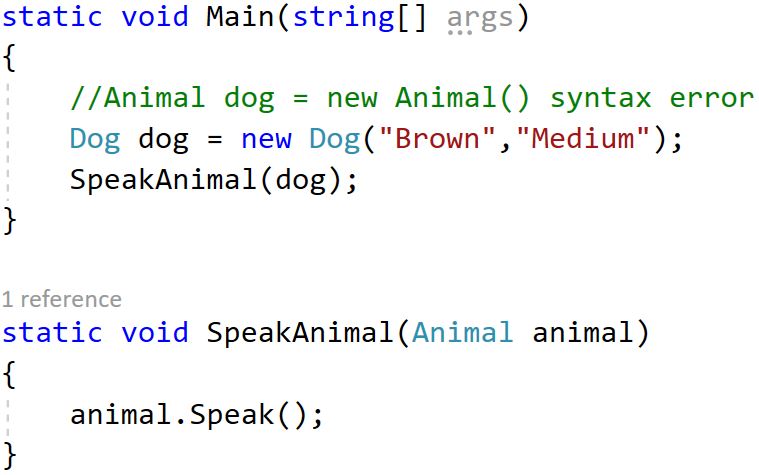 static void Main(string[] args)
{
//Animal dog = new Animal() syntax error
Dog dog = new Dog("Brown","Medium");
SpeakAnimal(dog);
}
1 reference
static void SpeakAnimal(Animal animal)
{
animal.Speak();
}